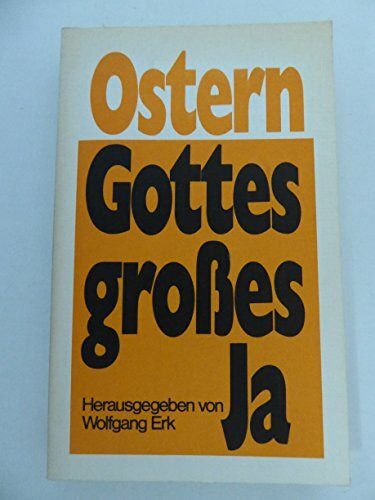 Ostern
Gottes
großes
Ja
Herausgegeben von
Wolfgang Erk